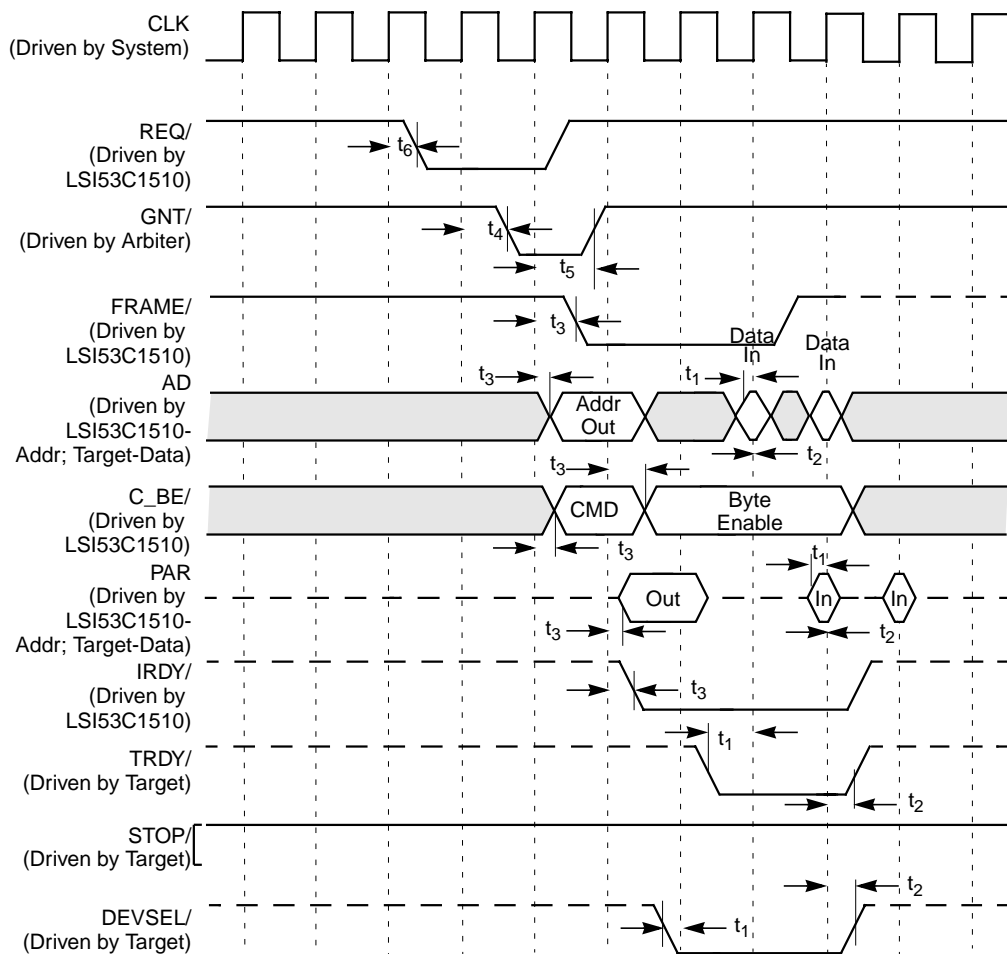 CLK
(Driven by System)
REQ/
(Driven by
LSI53C1510)
t6
GNT/
(Driven by Arbiter)
t4
t5
FRAME/
(Driven by
LSI53C1510)
t3
Data
In
Data
In
AD
(Driven by
LSI53C1510-
Addr; Target-Data)
t3
Addr
Out
t1
t2
C_BE/
(Driven by
LSI53C1510)
t3
CMD
Byte
Enable
t3
PAR
(Driven by
LSI53C1510-
Addr; Target-Data)
t3
Out
t1
In
In
t2
IRDY/
(Driven by
LSI53C1510)
t3
TRDY/
(Driven by Target)
t1
t2
STOP/
(Driven by Target)
DEVSEL/
(Driven by Target)
t1
t2